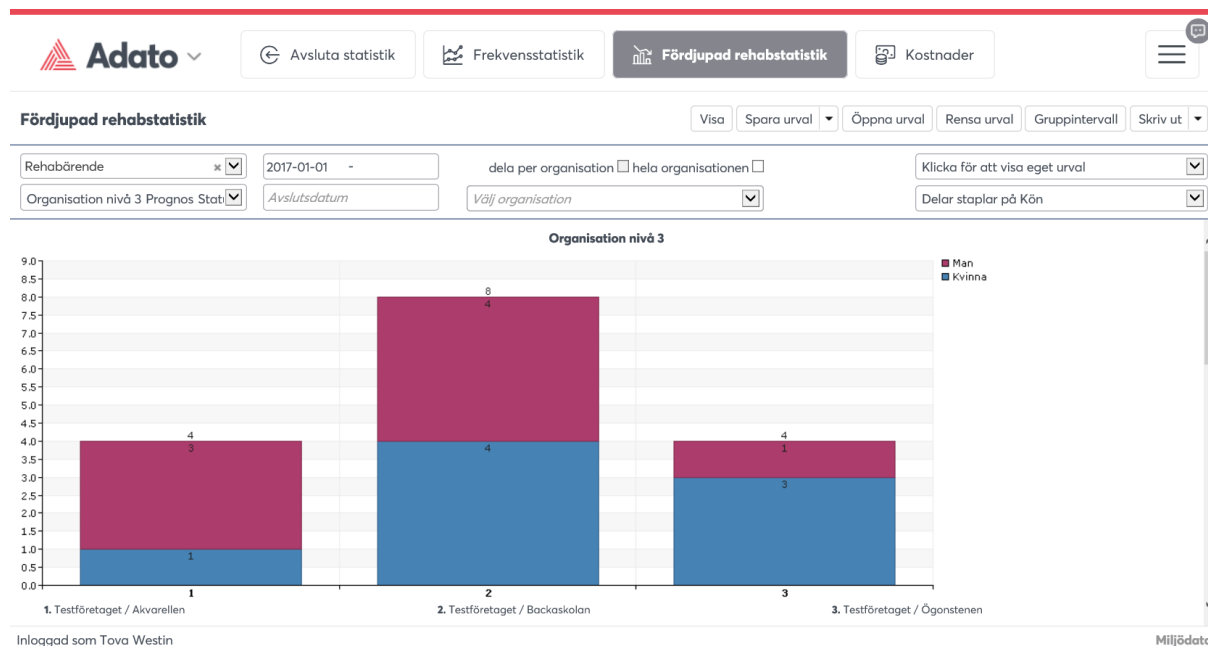 Adato
Avsluta statistik
Frekvensstatistik
Fördjupad rehabstatistik
Kostnader
Fördjupad rehabstatistik
Visa
Spara urval
Öppna urval
Rensa urval
Gruppintervall
Skriv ut
Rehabärende
2017-01-01 -
dela per organisation
hela organisationen
Klicka för att visa eget urval
Organisation nivå 3 Prognos
Avslutsdatum
Välj organisation
Delar staplar på Kön
Organisation nivå 3
Man
Kvinna
9.0
8.5
8.0
7.5
7.0
6.5
6.0
5.5
5.0
4.5
4.0
3.5
3.0
2.5
2.0
1.5
1.0
0.5
0.0
4
3
1
8
4
4
4
1
3
1
2
3
1. Testföretaget / Akvarellen
2. Testföretaget / Backaskolan
3. Testföretaget / Ögonstenen
Inloggad som Tova Westin
Miljödata